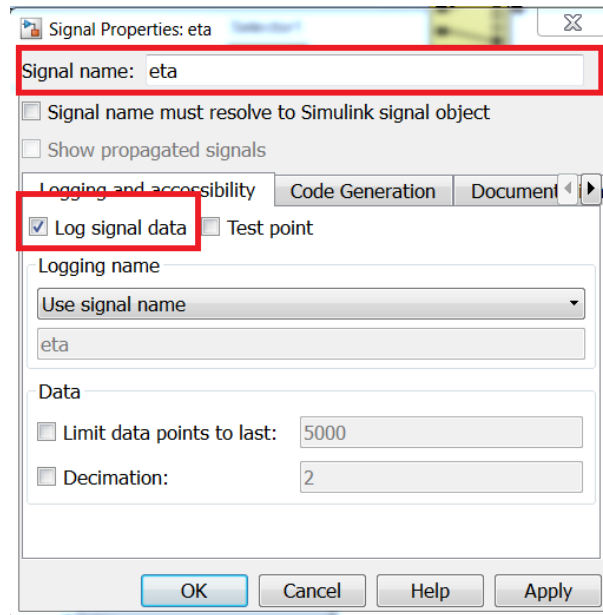 Signal Properties: eta
Signal name: eta
Signal name must resolve to Simulink signal object
Show propagated signals
Logging and accessibility Code Generation Document
Log signal data Test point
Logging name
Use signal name
eta
Data
Limit data points to last: 5000
Decimation: 2
OK Cancel Help Apply